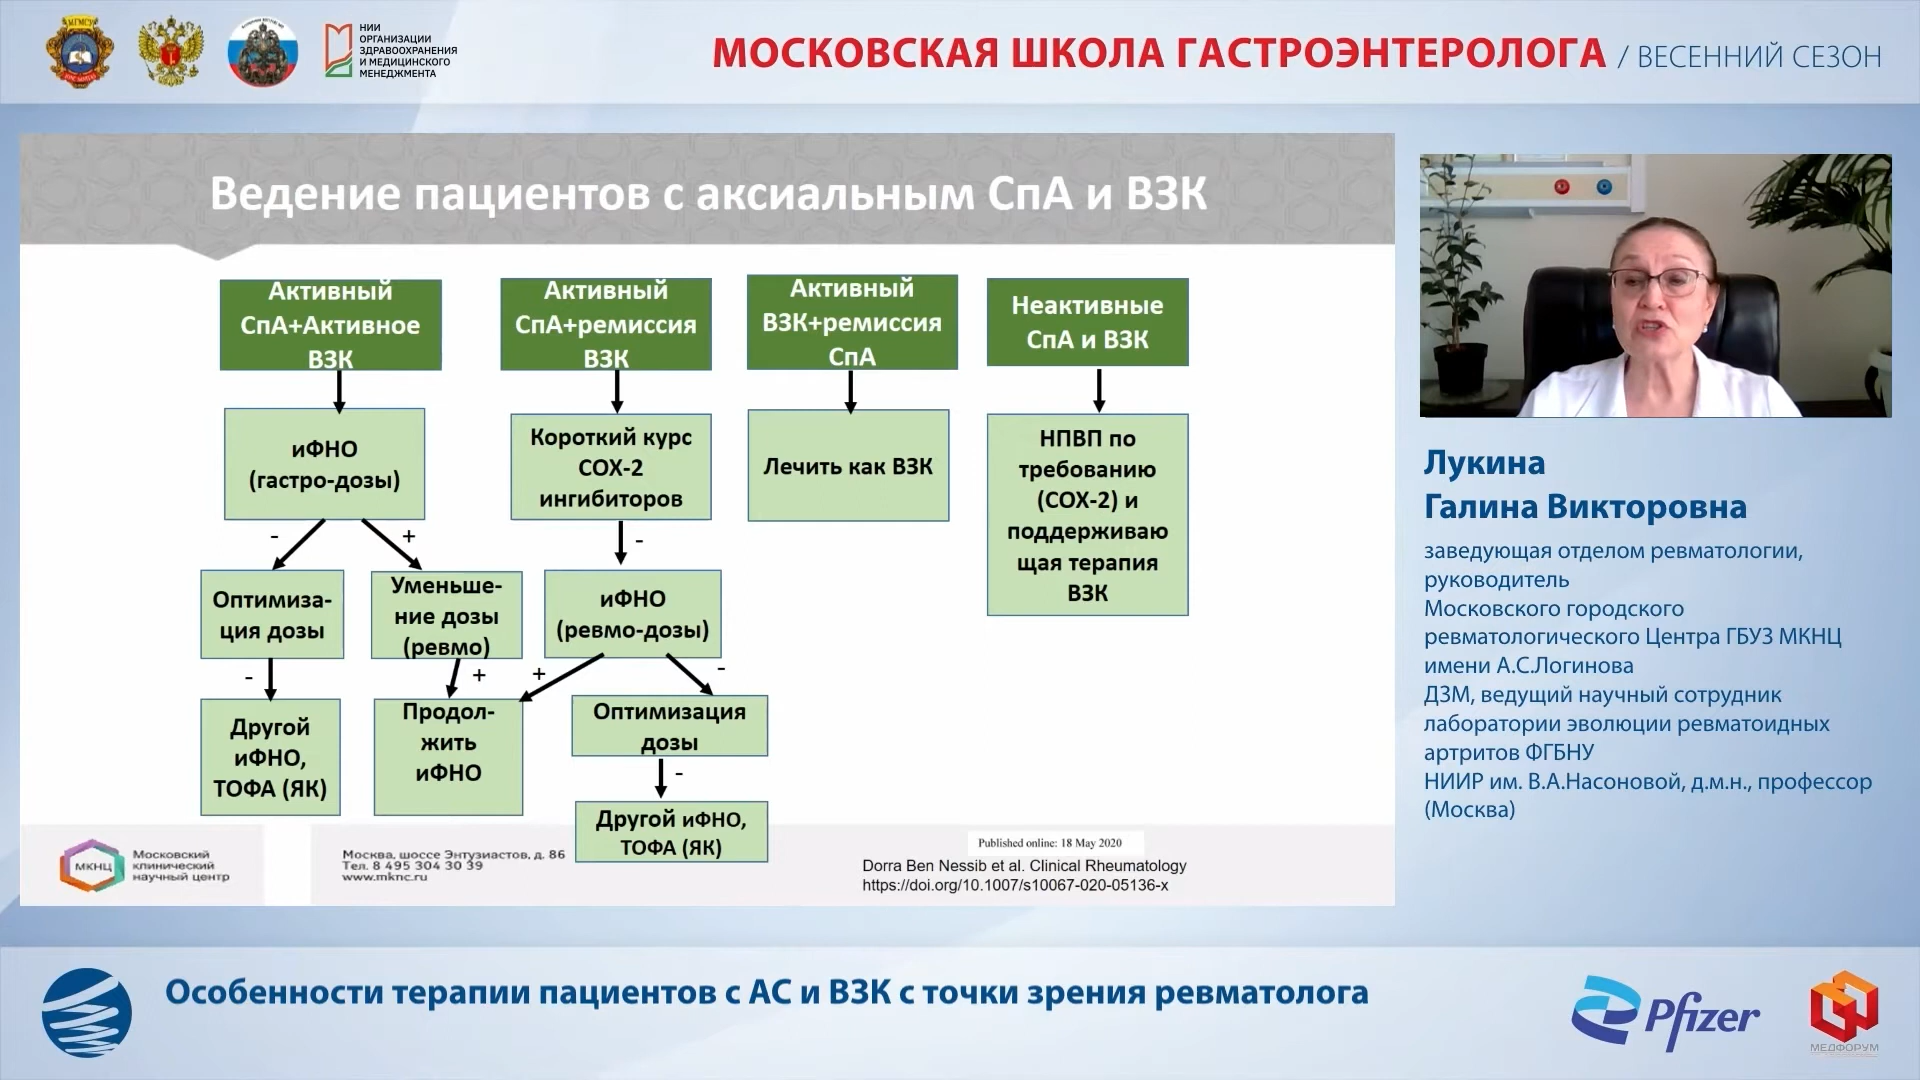 НИИ
ОРГАНИЗАЦИИ
ЗДРАВООХРАНЕНИЯ
И МЕДИЦИНСКОГО
МЕНЕДЖМЕНТА
МОСКОВСКАЯ ШКОЛА ГАСТРОЭНТЕРОЛОГА / ВЕСЕННИЙ СЕЗОН
Ведение пациентов с аксиальным СпА и ВЗК
Активный
СпА+Активное
ВЗК
Активный
СпА+ремиссия
ВЗК
Активный
ВЗК+ремиссия
СпА
Неактивные
СпА и ВЗК
иФНО
(гастро-дозы)
Короткий курс
СОХ-2
ингибиторов
Лечить как ВЗК
НПВП по
требованию
(СОХ-2) и
поддерживаю
щая терапия
ВЗК
-
+
-
Оптимиза-
ция дозы
Уменьше-
ние дозы
(ревмо)
иФНО
(ревмо-дозы)
-
+
+
-
Другой
иФНО,
ТОФА (ЯК)
Продол-
жить
иФНО
Оптимизация
дозы
-
Другой иФНО,
ТОФА (ЯК)
МКНЦ
Московский
клинический
научный центр
Москва, шоссе Энтузиастов, д. 86
Тел. 8 495 304 30 39
www.mknc.ru
Published online: 18 May 2020
Dorra Ben Nessib et al. Clinical Rheumatology
https://doi.org/10.1007/s10067-020-05136-x
Лукина
Галина Викторовна
заведующая отделом ревматологии,
руководитель
Московского городского
ревматологического Центра ГБУЗ МКНЦ
имени А.С.Логинова
ДЗМ, ведущий научный сотрудник
лаборатории эволюции ревматоидных
артритов ФГБНУ
НИИР им. В.А.Насоновой, д.м.н., профессор
(Москва)
Особенности терапии пациентов с АС и ВЗК с точки зрения ревматолога
Pfizer
МЕДФОРУМ